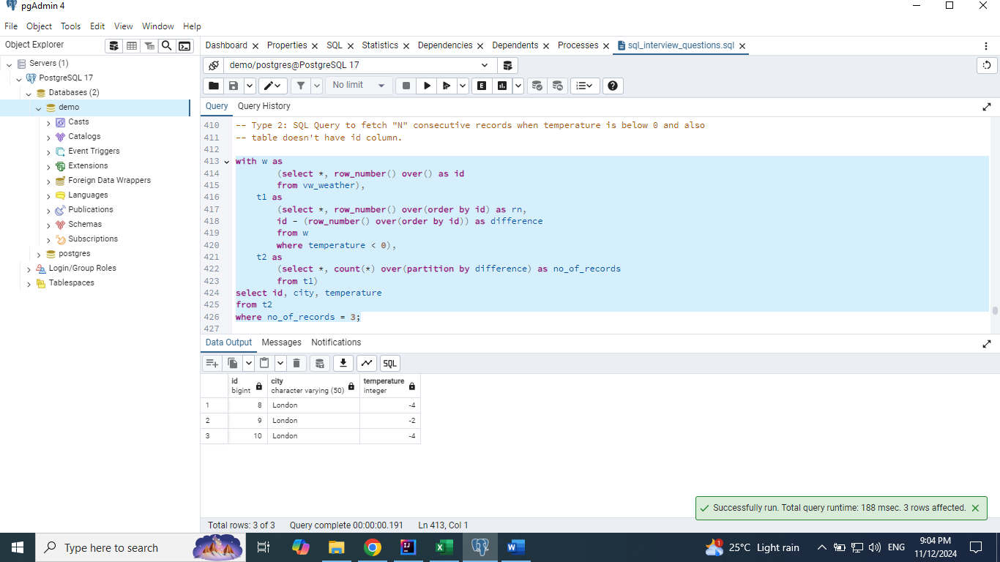 pgAdmin 4
File Object Tools Edit View Window Help
Object Explorer
Dashboard Properties SQL Statistics Dependencies Dependents Processes sql_interview_questions.sql
Servers (1)
PostgreSQL 17
Databases (2)
demo
Casts
Catalogs
Event Triggers
Extensions
Foreign Data Wrappers
Languages
Publications
Schemas
Subscriptions
postgres
Login/Group Roles
Tablespaces
demo/postgres@PostgreSQL 17
No limit
E
Query Query History
410 -- Type 2: SQL Query to fetch "N" consecutive records when temperature is below 0 and also
411 -- table doesn't have id column.
412
413 with w as
414 (select *, row_number() over() as id
415 from vw_weather),
416 t1 as
417 (select *, row_number() over(order by id) as rn,
418 id - (row_number() over(order by id)) as difference
419 from w
420 where temperature < 0),
421 t2 as
422 (select *, count(*) over(partition by difference) as no_of_records
423 from t1)
424 select id, city, temperature
425 from t2
426 where no_of_records = 3;
427
Data Output Messages Notifications
SQL
id city temperature
bigint character varying (50) integer
1 8 London -4
2 9 London -2
3 10 London -4
Successfully run. Total query runtime: 188 msec. 3 rows affected.
Total rows: 3 of 3 Query complete 00:00:00.191 Ln 413, Col 1
Type here to search
1
25°C Light rain
ENG
9:04 PM
11/12/2024